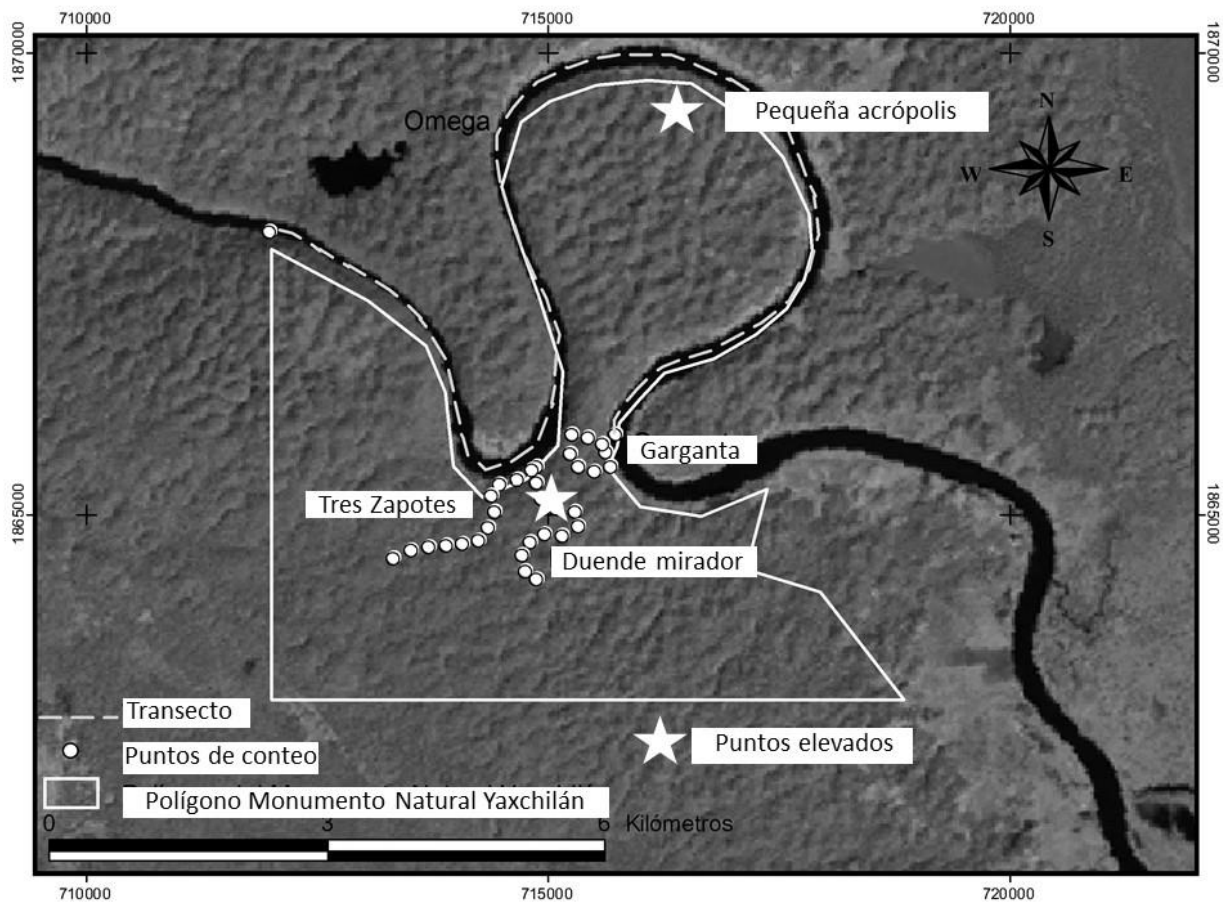 710000
715000
720000
1870000
1870000
Omega
Pequeña acrópolis
N
W
E
S
Garganta
Tres Zapotes
1865000
1865000
Duende mirador
Transecto
Puntos elevados
Puntos de conteo
Polígono Monumento Natural Yaxchilán
0
3
6
Kilómetros
710000
715000
720000